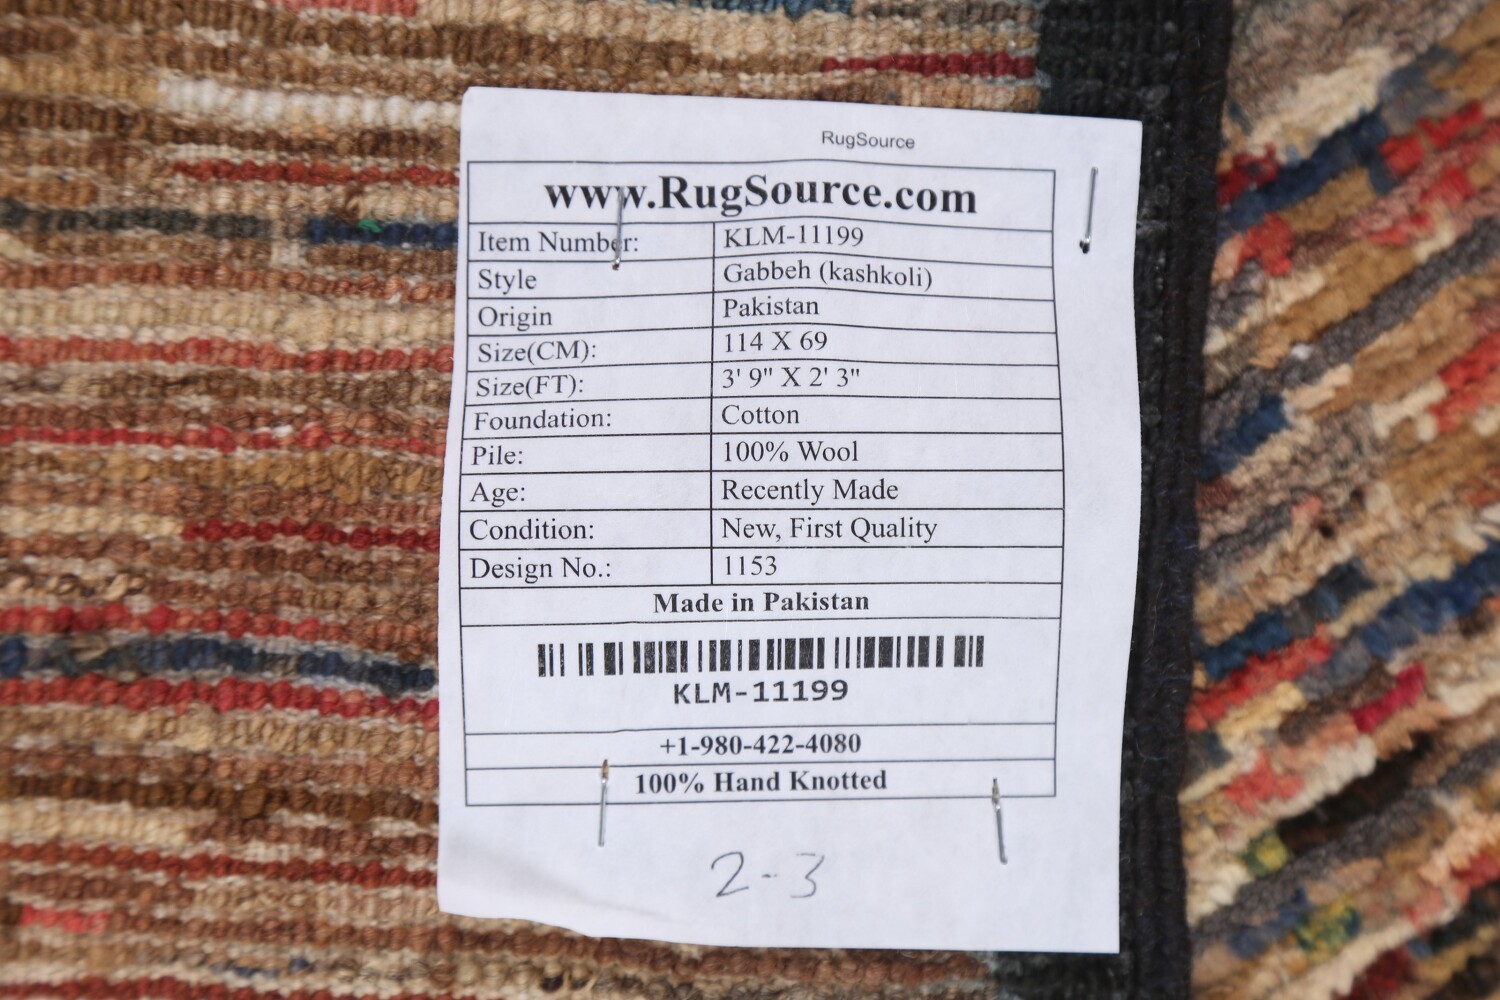 RugSource
www.RugSource.com
Item Number: KLM-11199
Style Gabbeh (kashkoli)
Origin Pakistan
Size(CM): 114 X 69
Size(FT): 3' 9" X 2' 3"
Foundation: Cotton
Pile: 100% Wool
Age: Recently Made
Condition: New, First Quality
Design No.: 1153
Made in Pakistan
KLM-11199
+1-980-422-4080
100% Hand Knotted
2-3